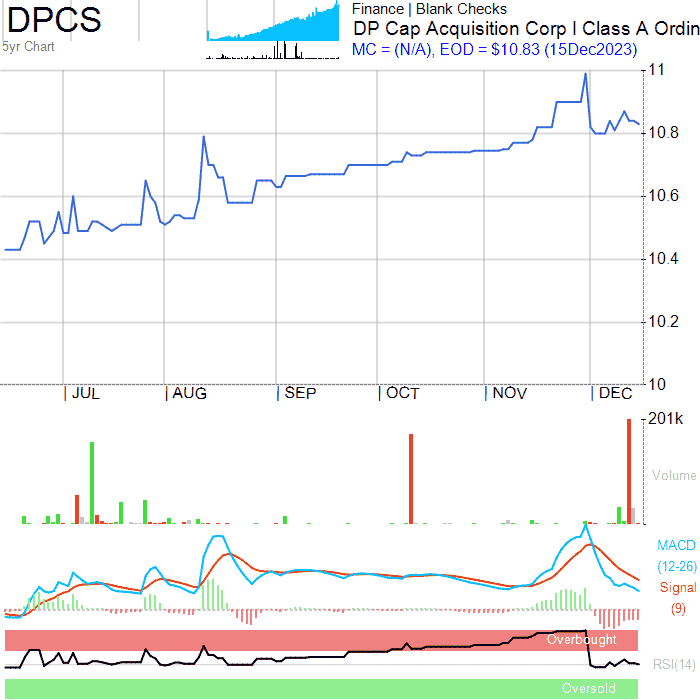 DPCS
5yr Chart
Finance | Blank Checks
DP Cap Acquisition Corp I Class A Ordin
MC = (N/A), EOD = $10.83 (15Dec2023)
11
10.8
10.6
10.4
10.2
10
JUL
AUG
SEP
OCT
NOV
DEC
201k
Volume
MACD
(12-26)
Signal
(9)
Overbought
RSI(14)
Oversold